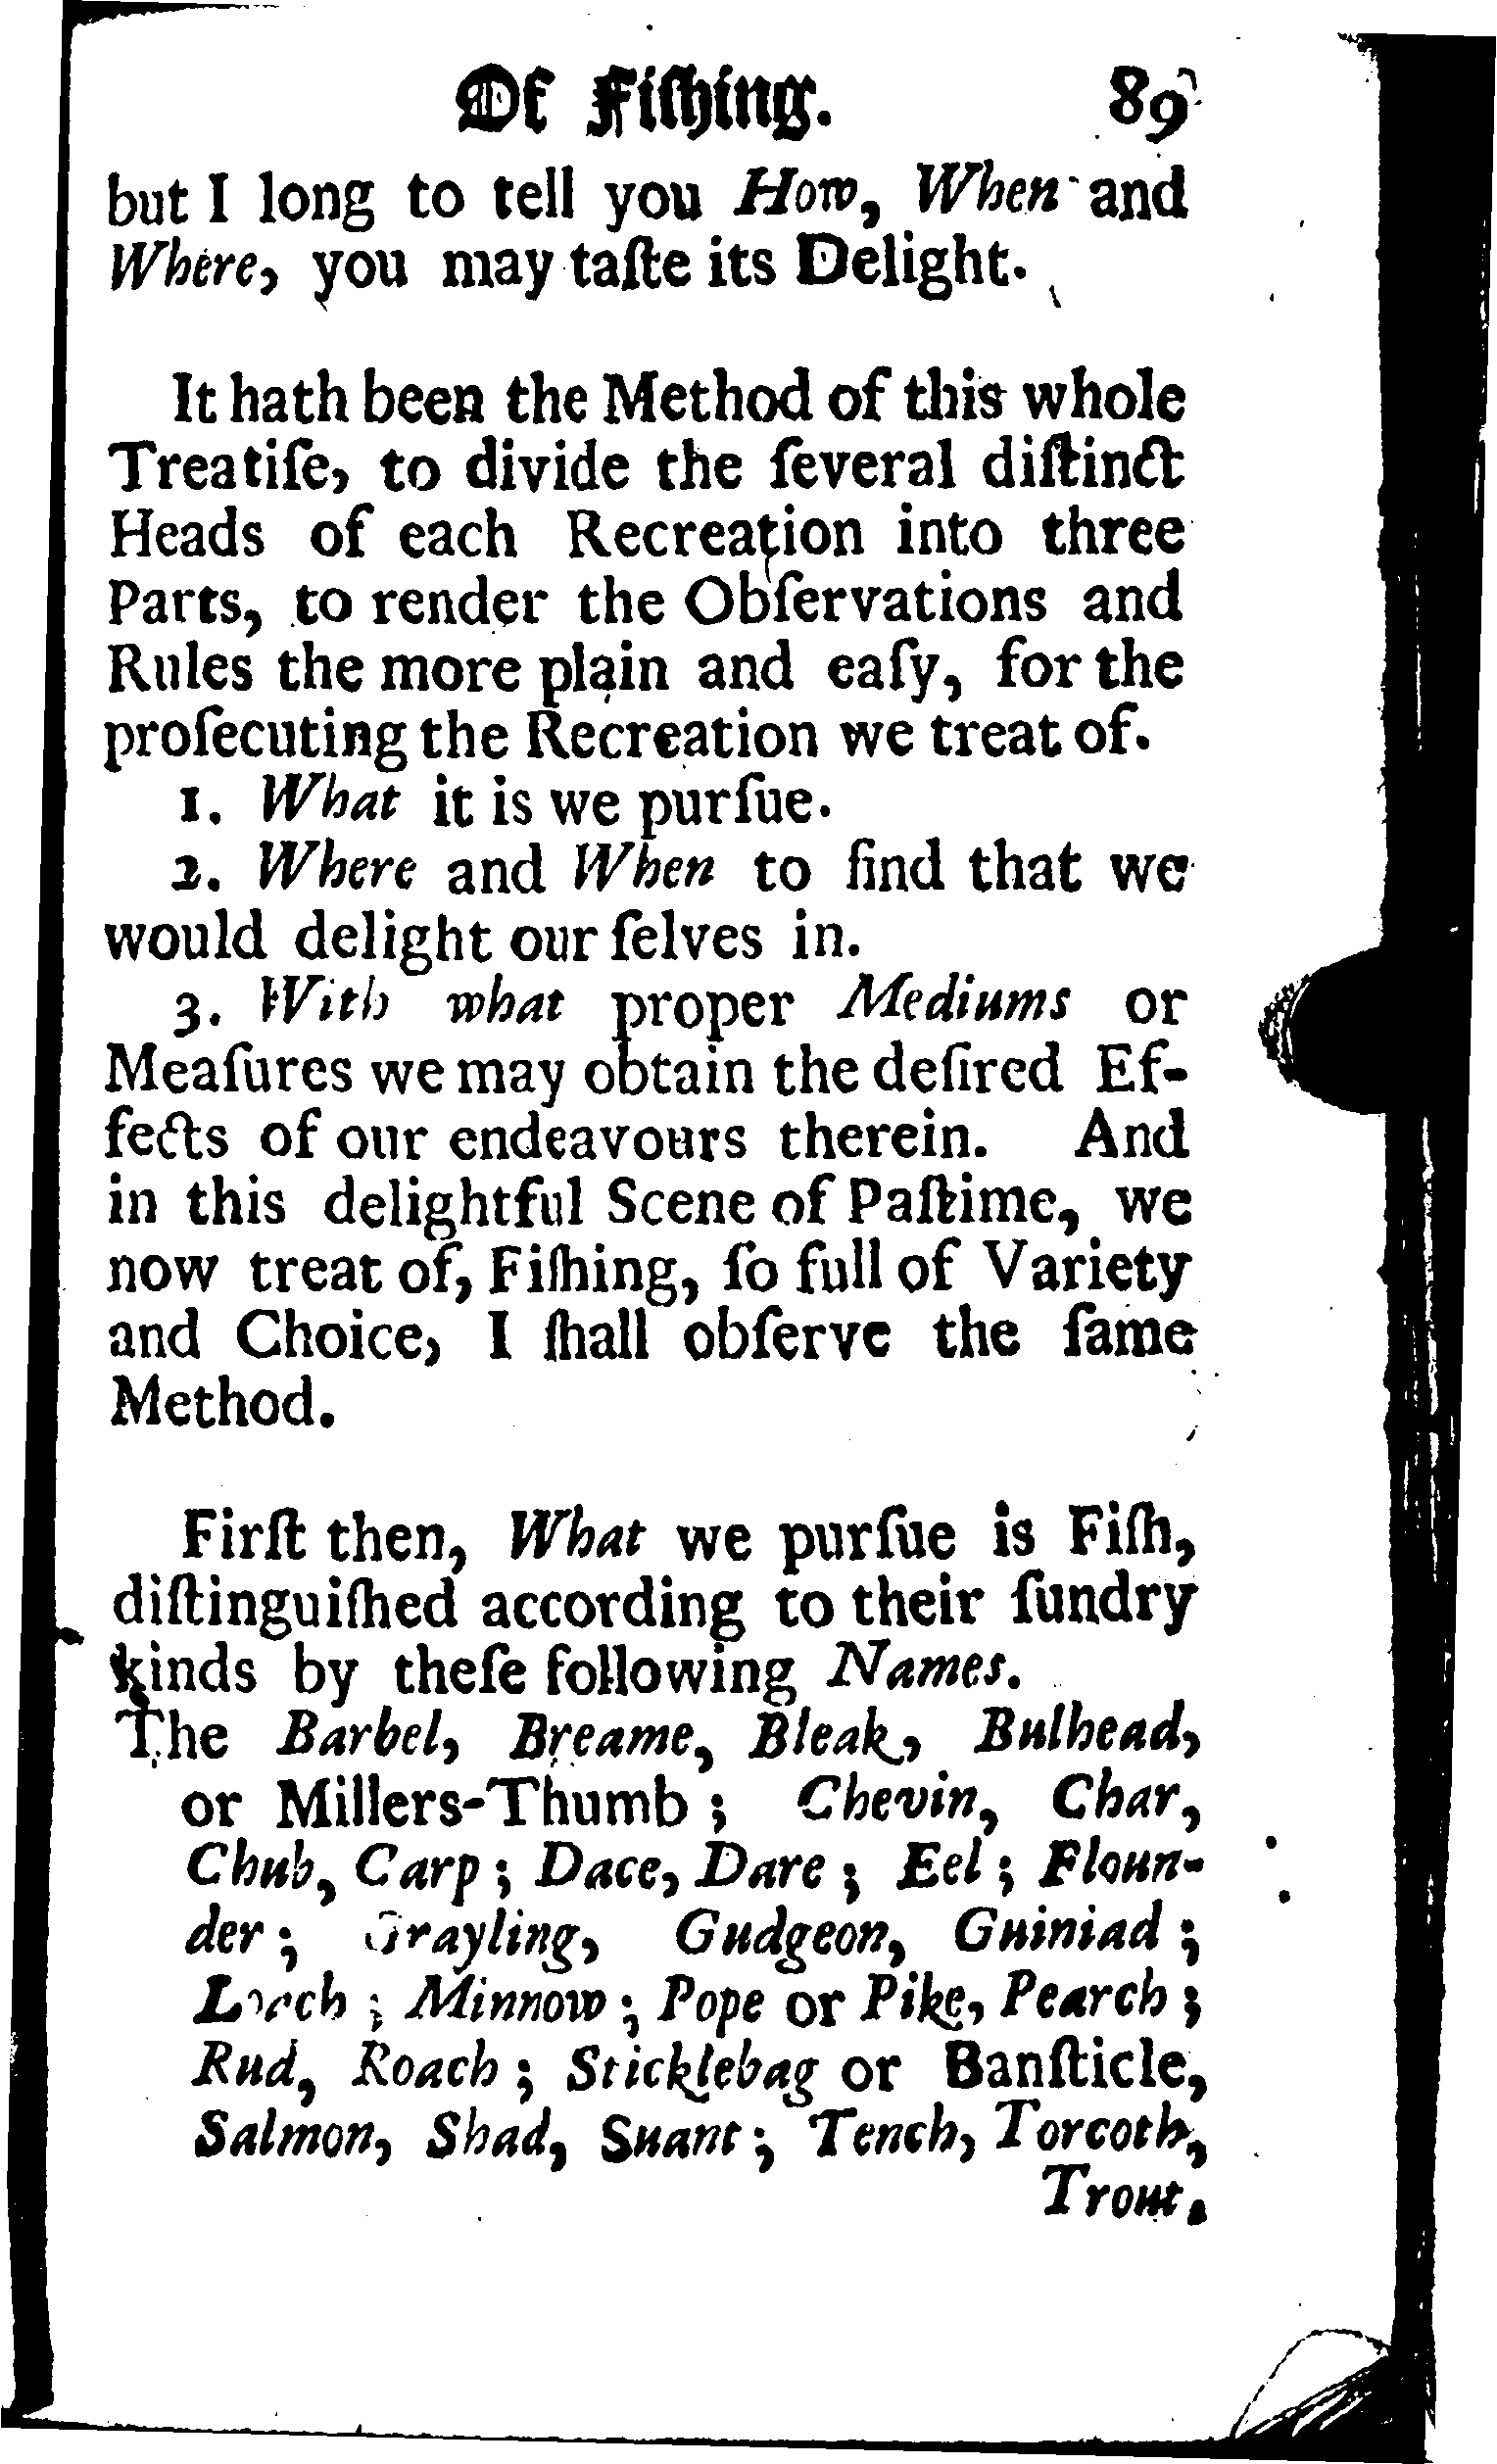 Of Fiſhing. 89
but I long to tell you How, When and
Where, you may taſte its Delight.
It hath been the Method of this whole
Treatiſe, to divide the ſeveral diſtinct
Heads of each Recreation into three
Parts, to render the Obſervations and
Rules the more plain and eaſy, for the
proſecuting the Recreation we treat of.
1. What it is we purſue.
2. Where and When to find that we
would delight our ſelves in.
3. With what proper Mediums or
Meaſures we may obtain the deſired Ef-
fects of our endeavours therein. And
in this delightful Scene of Paſtime, we
now treat of, Fiſhing, ſo full of Variety
and Choice, I ſhall obſerve the ſame
Method.
Firſt then, What we purſue is Fiſh,
diſtinguiſhed according to their ſundry
kinds by theſe following Names.
The Barbel, Breame, Bleak, Bulhead,
or Millers-Thumb; Chevin, Char,
Chub, Carp; Dace, Dare; Eel; Floun-
der; Grayling, Gudgeon, Guiniad;
Loach; Minnow; Pope or Pike, Pearch;
Rud, Roach; Sticklebag or Banſticle,
Salmon, Shad, Suant; Tench, Torcoth,
Trout,